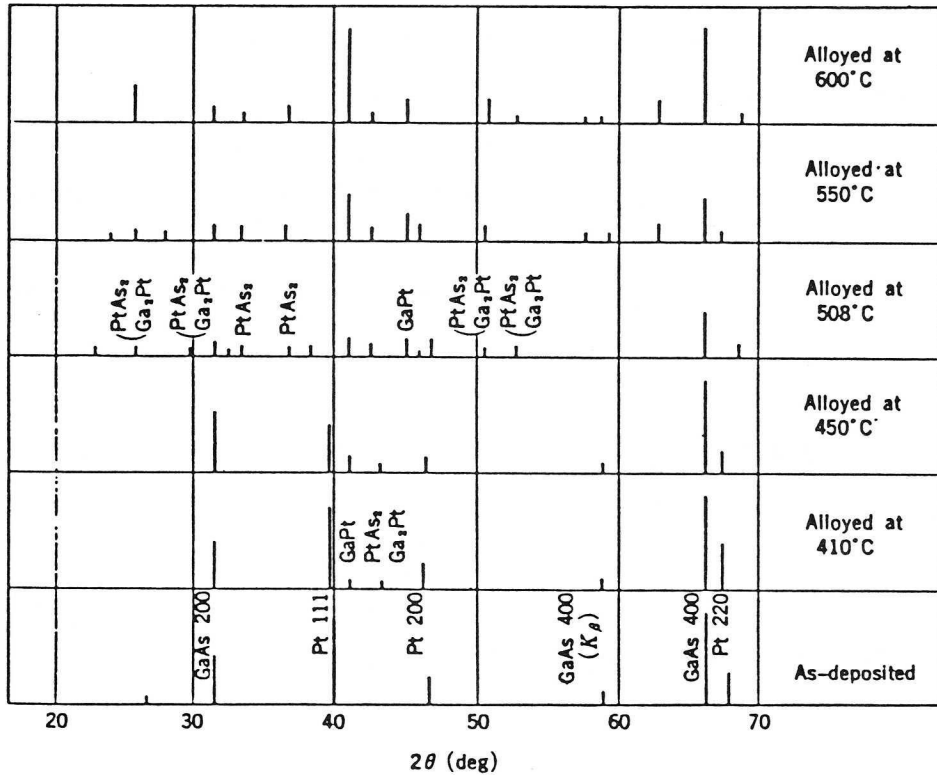 Alloyed at
600°C
Alloyed at
550°C
(PtAs₂
Ga₂Pt
(PtAs₂
Ga₂Pt
PtAs₂
PtAs₂
GaPt
(PtAs₂
Ga₂Pt
(PtAs₂
Ga₂Pt
Alloyed at
508°C
Alloyed at
450°C
GaPt
PtAs₂
Ga₂Pt
Alloyed at
410°C
GaAs 200
Pt 111
Pt 200
GaAs 400
(Kβ)
GaAs 400
Pt 220
As-deposited
20 30 40 50 60 70
2θ (deg)